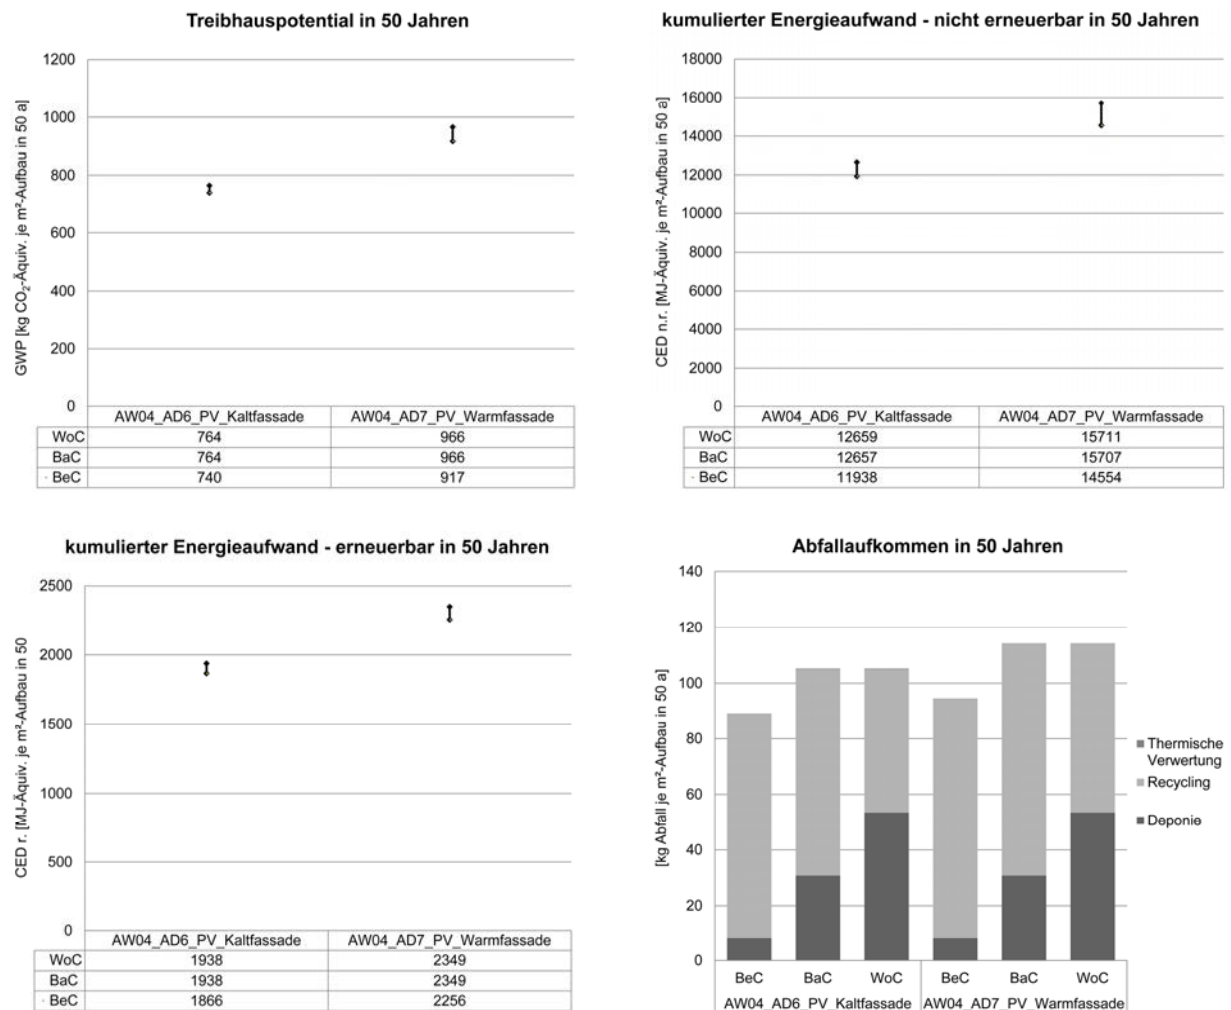 Treibhauspotential in 50 Jahren
GWP [kg CO₂-Äquiv. je m²-Aufbau in 50 a]
1200
1000
800
600
400
200
0
AW04_AD6_PV_Kaltfassade AW04_AD7_PV_Warmfassade
WoC 764 966
BaC 764 966
BeC 740 917
kumulierter Energieaufwand - nicht erneuerbar in 50 Jahren
CED n.r. [MJ-Äquiv. je m²-Aufbau in 50 a]
18000
16000
14000
12000
10000
8000
6000
4000
2000
0
AW04_AD6_PV_Kaltfassade AW04_AD7_PV_Warmfassade
WoC 12659 15711
BaC 12657 15707
BeC 11938 14554
kumulierter Energieaufwand - erneuerbar in 50 Jahren
CED r. [MJ-Äquiv. je m²-Aufbau in 50
2500
2000
1500
1000
500
0
AW04_AD6_PV_Kaltfassade AW04_AD7_PV_Warmfassade
WoC 1938 2349
BaC 1938 2349
BeC 1866 2256
Abfallaufkommen in 50 Jahren
[kg Abfall je m²-Aufbau in 50 a]
140
120
100
80
60
40
20
0
BeC BaC WoC BeC BaC WoC
AW04_AD6_PV_Kaltfassade AW04_AD7_PV_Warmfassade
Thermische
Verwertung
Recycling
Deponie